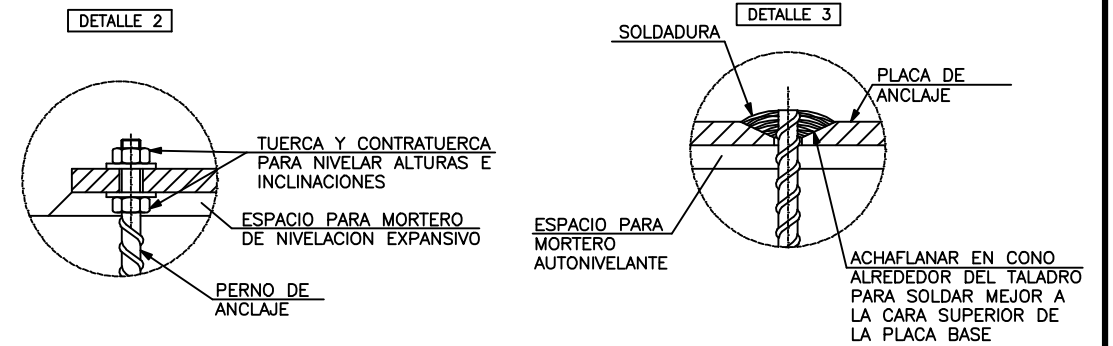 DETALLE 2
TUERCA Y CONTRATUERCA
PARA NIVELAR ALTURAS E
INCLINACIONES
ESPACIO PARA MORTERO
DE NIVELACION EXPANSIVO
PERNO DE
ANCLAJE
DETALLE 3
SOLDADURA
PLACA DE
ANCLAJE
ESPACIO PARA
MORTERO
AUTONIVELANTE
ACHAFLANAR EN CONO
ALREDEDOR DEL TALADRO
PARA SOLDAR MEJOR A
LA CARA SUPERIOR DE
LA PLACA BASE